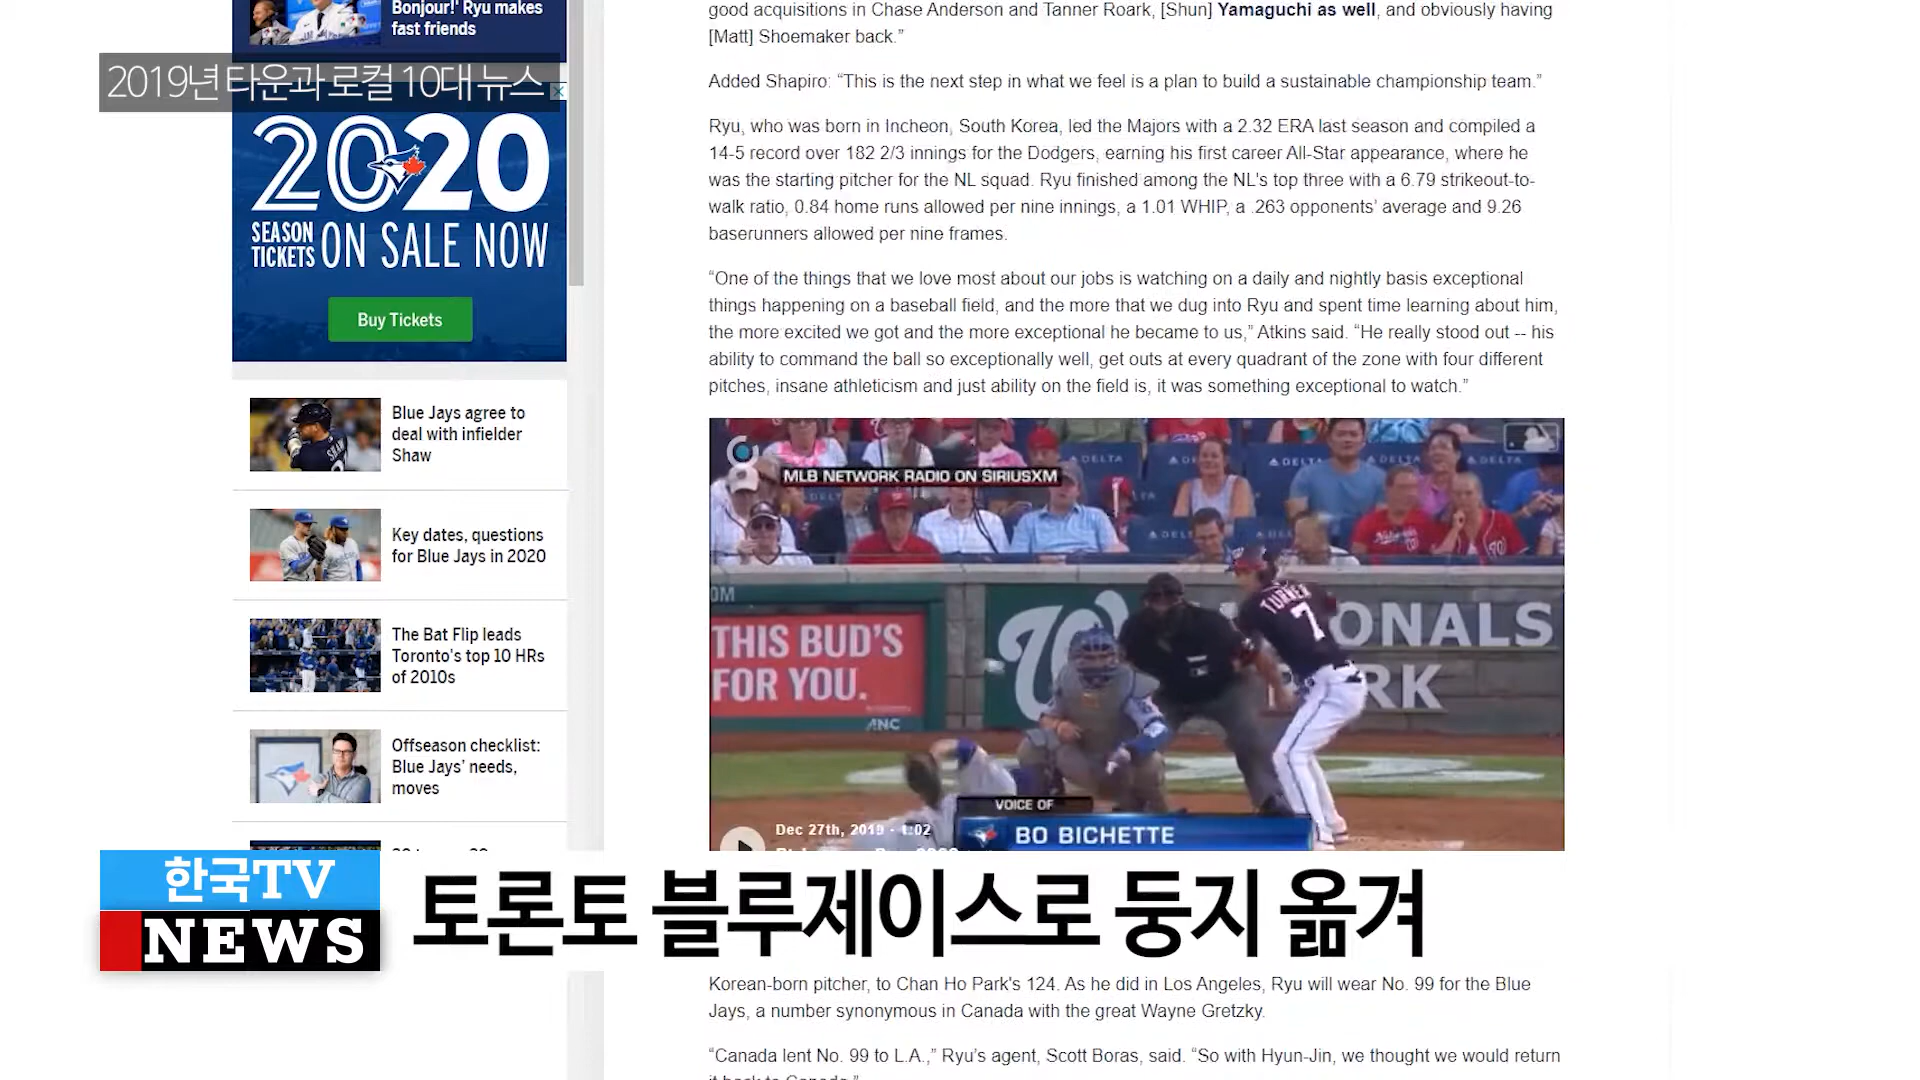 Bonjour!' Ryu makes
fast friends
2019년 타운과 로컬 10대 뉴스
2020
SEASON
TICKETS
ON SALE NOW
Buy Tickets
Blue Jays agree to
deal with infielder
Shaw
Key dates, questions
for Blue Jays in 2020
The Bat Flip leads
Toronto's top 10 HRs
of 2010s
Offseason checklist:
Blue Jays' needs,
moves
good acquisitions in Chase Anderson and Tanner Roark, [Shun] Yamaguchi as well, and obviously having
[Matt] Shoemaker back.”
Added Shapiro: “This is the next step in what we feel is a plan to build a sustainable championship team.”
Ryu, who was born in Incheon, South Korea, led the Majors with a 2.32 ERA last season and compiled a
14-5 record over 182 2/3 innings for the Dodgers, earning his first career All-Star appearance, where he
was the starting pitcher for the NL squad. Ryu finished among the NL's top three with a 6.79 strikeout-to-
walk ratio, 0.84 home runs allowed per nine innings, a 1.01 WHIP, a .263 opponents’ average and 9.26
baserunners allowed per nine frames.
“One of the things that we love most about our jobs is watching on a daily and nightly basis exceptional
things happening on a baseball field, and the more that we dug into Ryu and spent time learning about him,
the more excited we got and the more exceptional he became to us,” Atkins said. “He really stood out -- his
ability to command the ball so exceptionally well, get outs at every quadrant of the zone with four different
pitches, insane athleticism and just ability on the field is, it was something exceptional to watch.”
MLB NETWORK RADIO ON SIRIUSXM
DELTA
DELTA
DELTA
DELTA
THIS BUD'S
FOR YOU.
ANC
TURNER
7
NATIONALS
PARK
VOICE OF
BO BICHETTE
Dec 27th, 2019 · 1:02
한국TV
NEWS
토론토 블루제이스로 둥지 옮겨
Korean-born pitcher, to Chan Ho Park's 124. As he did in Los Angeles, Ryu will wear No. 99 for the Blue
Jays, a number synonymous in Canada with the great Wayne Gretzky.
“Canada lent No. 99 to L.A.,” Ryu’s agent, Scott Boras, said. “So with Hyun-Jin, we thought we would return